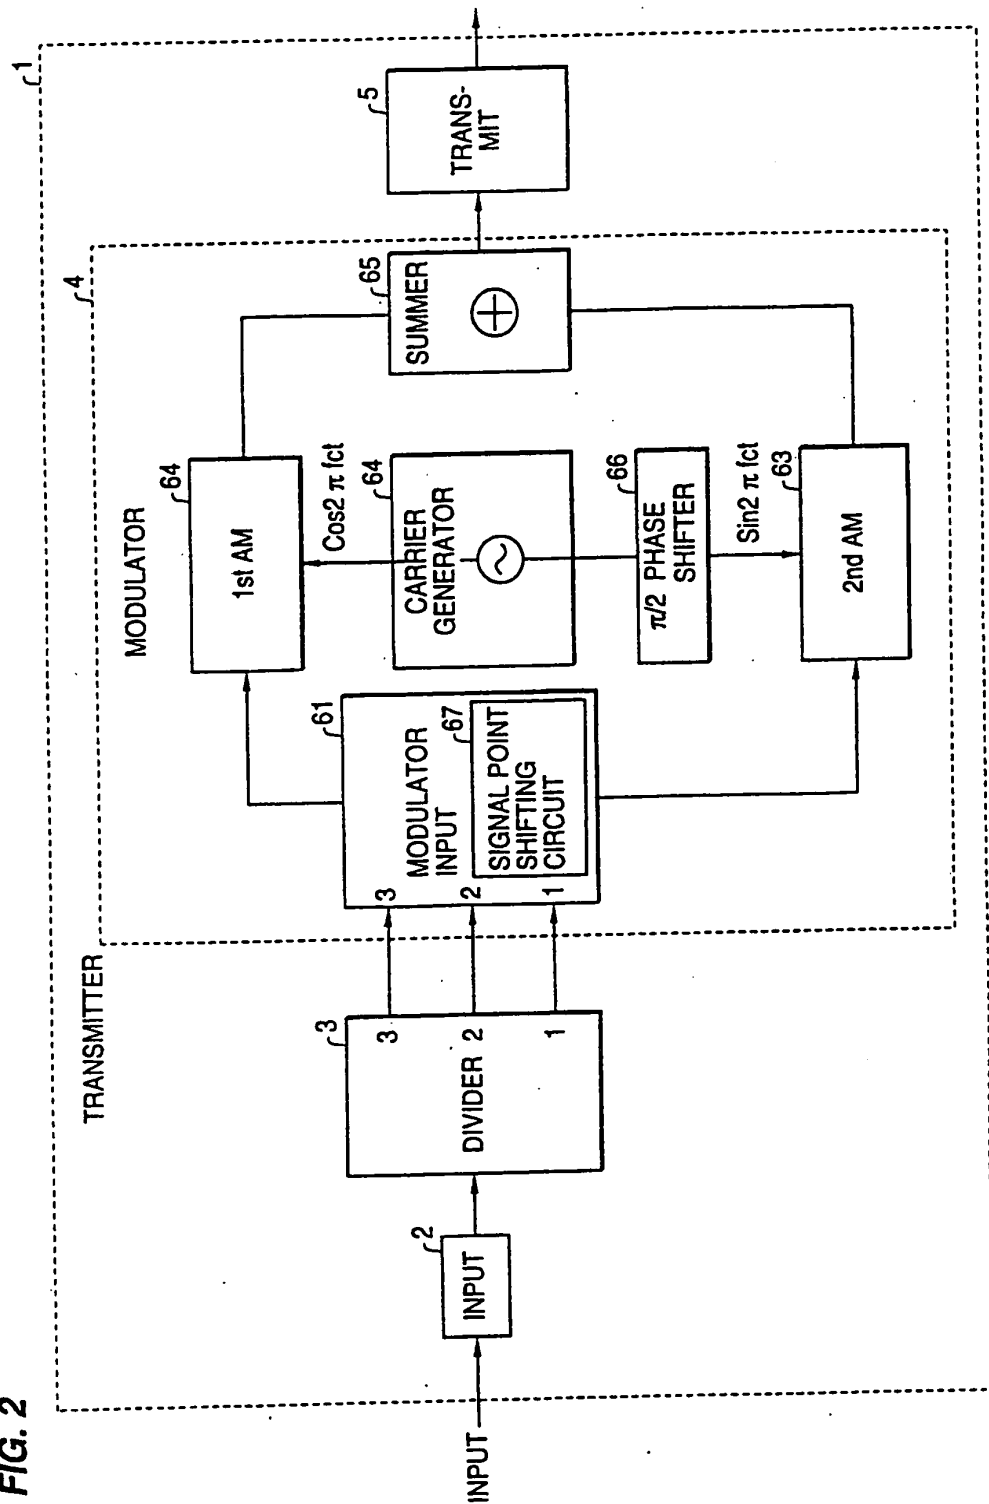 FIG. 2
1
TRANSMITTER
4
MODULATOR
INPUT
2
INPUT
3
DIVIDER
3
2
1
61
3
2
1
MODULATOR
INPUT
67
SIGNAL POINT
SHIFTING
CIRCUIT
64
1st AM
Cos2 π fct
64
CARRIER
GENERATOR
66
π/2 PHASE
SHIFTER
Sin2 π fct
63
2nd AM
65
SUMMER
5
TRANS-
MIT